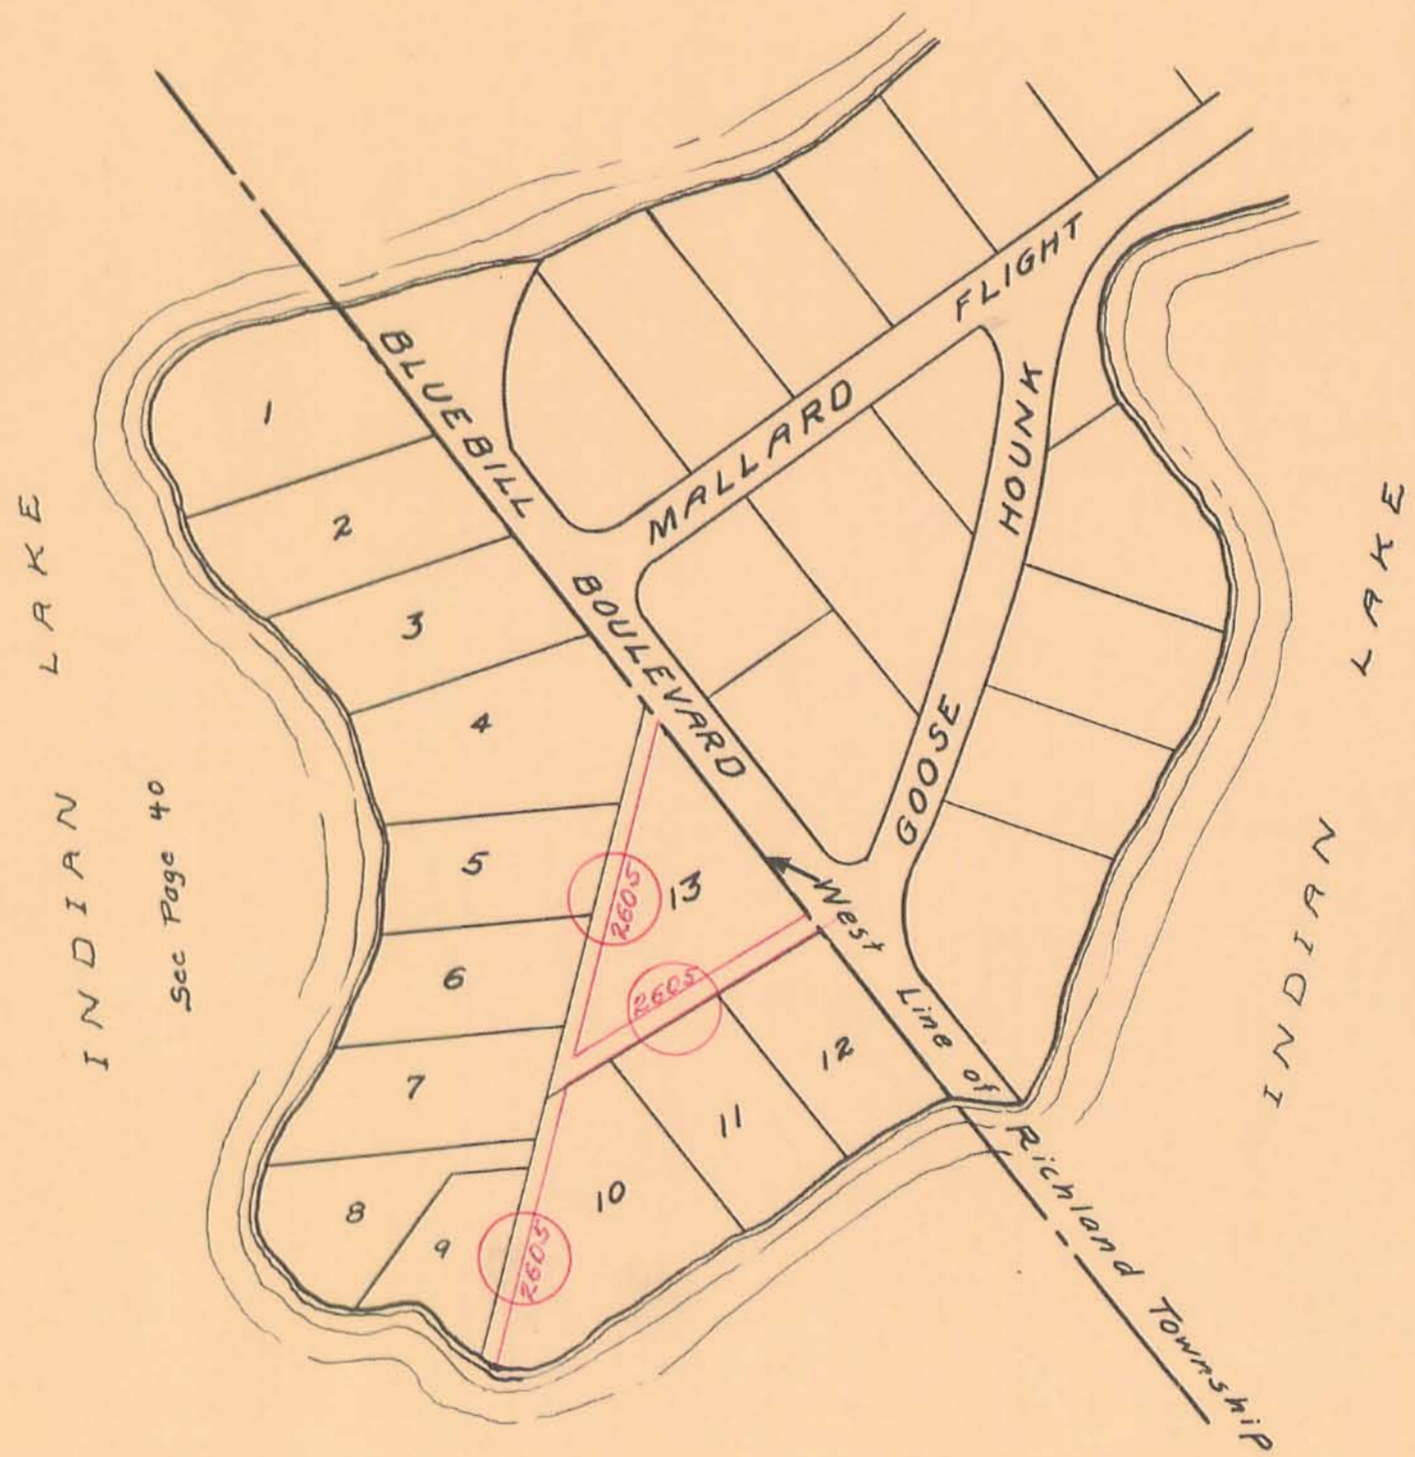 INDIAN LAKE
See Page 40
BLUEBILL BOULEVARD
MALLARD FLIGHT
GOOSE HOUNK
INDIAN LAKE
1
2
3
4
5
6
7
8
9
10
11
12
13
2605
2605
2605
West Line of Richland Township